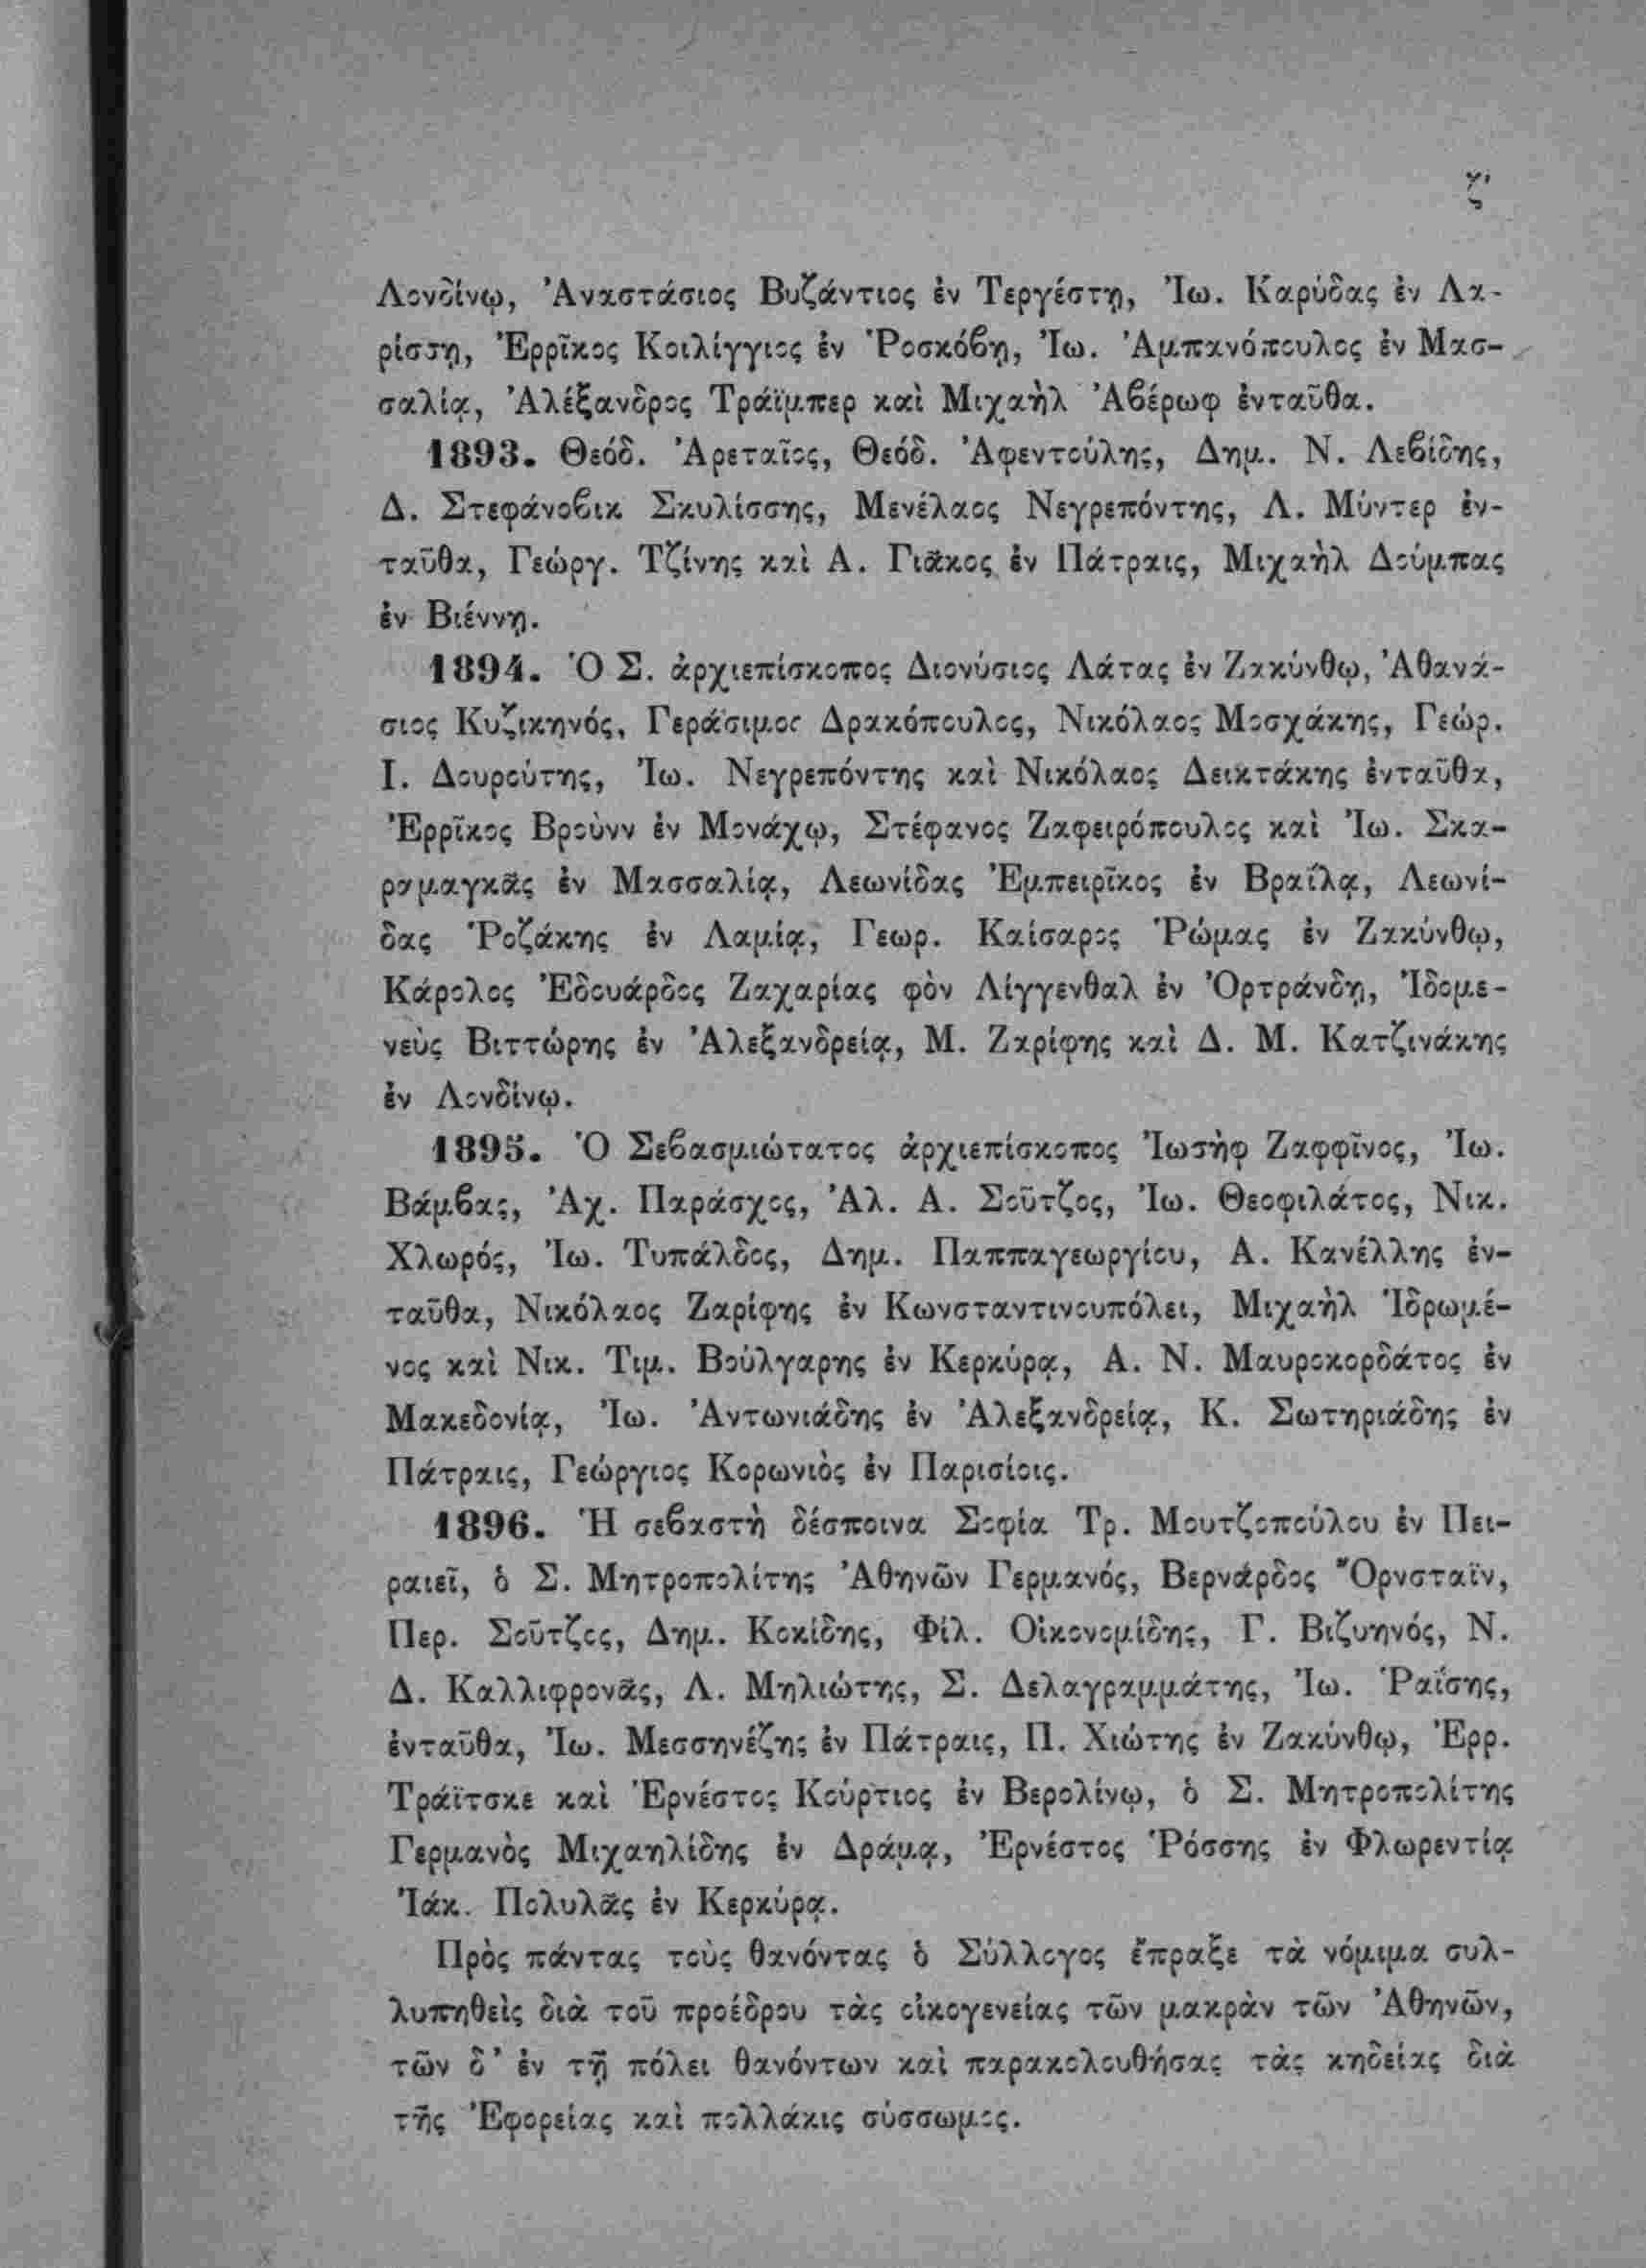 ζ'
Λονδίνῳ, Ἀναστάσιος Βυζάντιος ἐν Τεργέστῃ, Ἰω. Καρύδας ἐν Λα-
ρίσσῃ, Ἐρρῖκος Κοιλίγγιος ἐν Ῥοσκόβῃ, Ἰω. Ἀμπανόπουλος ἐν Μασ-
σαλίᾳ, Ἀλέξανδρος Τράϊμπερ καὶ Μιχαὴλ Ἀβέρωφ ἐνταῦθα.
1893. Θεόδ. Ἀρεταῖος, Θεόδ. Ἀφεντούλης, Δημ. Ν. Λεβίδης,
Δ. Στεφάνοβικ Σκυλίσσης, Μενέλαος Νεγρεπόντης, Λ. Μύντερ ἐν-
ταῦθα, Γεώργ. Τζίνης καὶ Α. Γιᾶκος ἐν Πάτραις, Μιχαὴλ Δούμπας
ἐν Βιέννῃ.
1894. Ὁ Σ. ἀρχιεπίσκοπος Διονύσιος Λάτας ἐν Ζακύνθῳ, Ἀθανά-
σιος Κυζικηνός, Γεράσιμος Δρακόπουλος, Νικόλαος Μοσχάκης, Γεώρ.
Ι. Δουρούτης, Ἰω. Νεγρεπόντης καὶ Νικόλαος Δεικτάκης ἐνταῦθα,
Ἐρρῖκος Βροὺνν ἐν Μονάχῳ, Στέφανος Ζαφειρόπουλος καὶ Ἰω. Σκα-
ραμαγκᾶς ἐν Μασσαλίᾳ, Λεωνίδας Ἐμπειρῖκος ἐν Βραΐλᾳ, Λεωνί-
δας Ῥοζάκης ἐν Λαμίᾳ, Γεωρ. Καίσαρος Ῥώμας ἐν Ζακύνθῳ,
Κάρολος Ἐδουάρδος Ζαχαρίας φὸν Λίγγενθαλ ἐν Ὀρτράνδῃ, Ἰδομε-
νεὺς Βιττώρης ἐν Ἀλεξανδρείᾳ, Μ. Ζαρίφης καὶ Δ. Μ. Κατζινάκης
ἐν Λονδίνῳ.
1895. Ὁ Σεβασμιώτατος ἀρχιεπίσκοπος Ἰωσὴφ Ζαφφῖνος, Ἰω.
Βάμβας, Ἀχ. Παράσχος, Ἀλ. Α. Σοῦτζος, Ἰω. Θεοφιλάτος, Νικ.
Χλωρός, Ἰω. Τυπάλδος, Δημ. Παππαγεωργίου, Α. Κανέλλης ἐν-
ταῦθα, Νικόλαος Ζαρίφης ἐν Κωνσταντινουπόλει, Μιχαὴλ Ἱδρωμέ-
νος καὶ Νικ. Τιμ. Βούλγαρης ἐν Κερκύρᾳ, Α. Ν. Μαυροκορδάτος ἐν
Μακεδονίᾳ, Ἰω. Ἀντωνιάδης ἐν Ἀλεξανδρείᾳ, Κ. Σωτηριάδης ἐν
Πάτραις, Γεώργιος Κορωνιὸς ἐν Παρισίοις.
1896. Ἡ σεβαστὴ δέσποινα Σοφία Τρ. Μουτζοπούλου ἐν Πει-
ραιεῖ, ὁ Σ. Μητροπολίτης Ἀθηνῶν Γερμανός, Βερνάρδος Ὄρνσταϊν,
Περ. Σοῦτζος, Δημ. Κοκίδης, Φίλ. Οἰκονομίδης, Γ. Βιζυηνός, Ν.
Δ. Καλλιφρονᾶς, Λ. Μηλιώτης, Σ. Δελαγραμμάτης, Ἰω. Ῥαΐσης,
ἐνταῦθα, Ἰω. Μεσσηνέζης ἐν Πάτραις, Π. Χιώτης ἐν Ζακύνθῳ, Ἐρρ.
Τράϊτσκε καὶ Ἐρνέστος Κούρτιος ἐν Βερολίνῳ, ὁ Σ. Μητροπολίτης
Γερμανὸς Μιχαηλίδης ἐν Δράμᾳ, Ἐρνέστος Ῥόσσης ἐν Φλωρεντίᾳ
Ἰάκ. Πολυλᾶς ἐν Κερκύρᾳ.
Πρὸς πάντας τοὺς θανόντας ὁ Σύλλογος ἔπραξε τὰ νόμιμα συλ-
λυπηθεὶς διὰ τοῦ προέδρου τὰς οἰκογενείας τῶν μακρὰν τῶν Ἀθηνῶν,
τῶν δ' ἐν τῇ πόλει θανόντων καὶ παρακολουθήσας τὰς κηδείας διὰ
τῆς Ἐφορείας καὶ πολλάκις σύσσωμος.